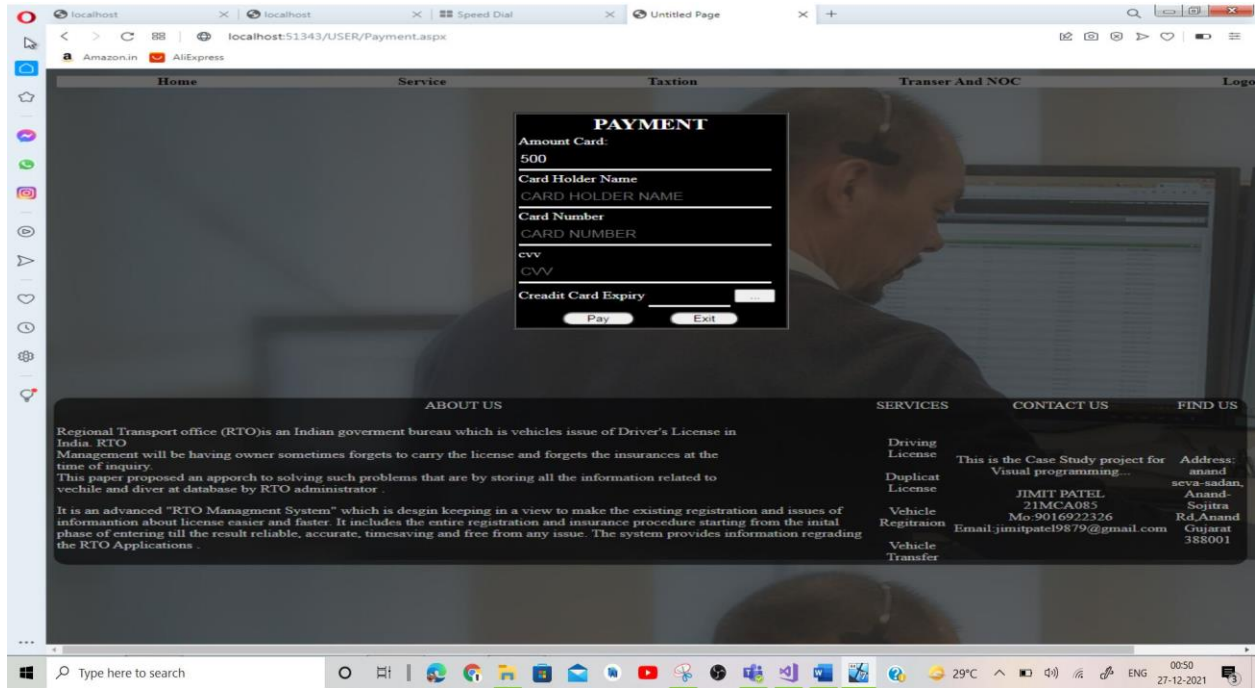 localhost
localhost
Speed Dial
Untitled Page
localhost:51343/USER/Payment.aspx
a Amazon.in AliExpress
Home Service Taxtion Transer And NOC Logo
PAYMENT
Amount Card:
500
Card Holder Name
CARD HOLDER NAME
Card Number
CARD NUMBER
cvv
CVV
Creadit Card Expiry ...
Pay Exit
ABOUT US
Regional Transport office (RTO)is an Indian goverment bureau which is vehicles issue of Driver's License in
India. RTO
Management will be having owner sometimes forgets to carry the license and forgets the insurances at the
time of inquiry.
This paper proposed an apporch to solving such problems that are by storing all the information related to
vechile and diver at database by RTO administrator .
It is an advanced "RTO Managment System" which is desgin keeping in a view to make the existing registration and issues of
informantion about license easier and faster. It includes the entire registration and insurance procedure starting from the inital
phase of entering till the result reliable, accurate, timesaving and free from any issue. The system provides information regrading
the RTO Applications .
SERVICES
Driving
License
Duplicat
License
Vehicle
Regitraion
Vehicle
Transfer
CONTACT US
This is the Case Study project for
Visual programming...
JIMIT PATEL
21MCA085
Mo:9016922326
Email:jimitpatel9879@gmail.com
FIND US
Address:
anand
seva-sadan,
Anand-
Sojitra
Rd,Anand
Gujarat
388001
Type here to search
29°C
ENG
00:50
27-12-2021
3